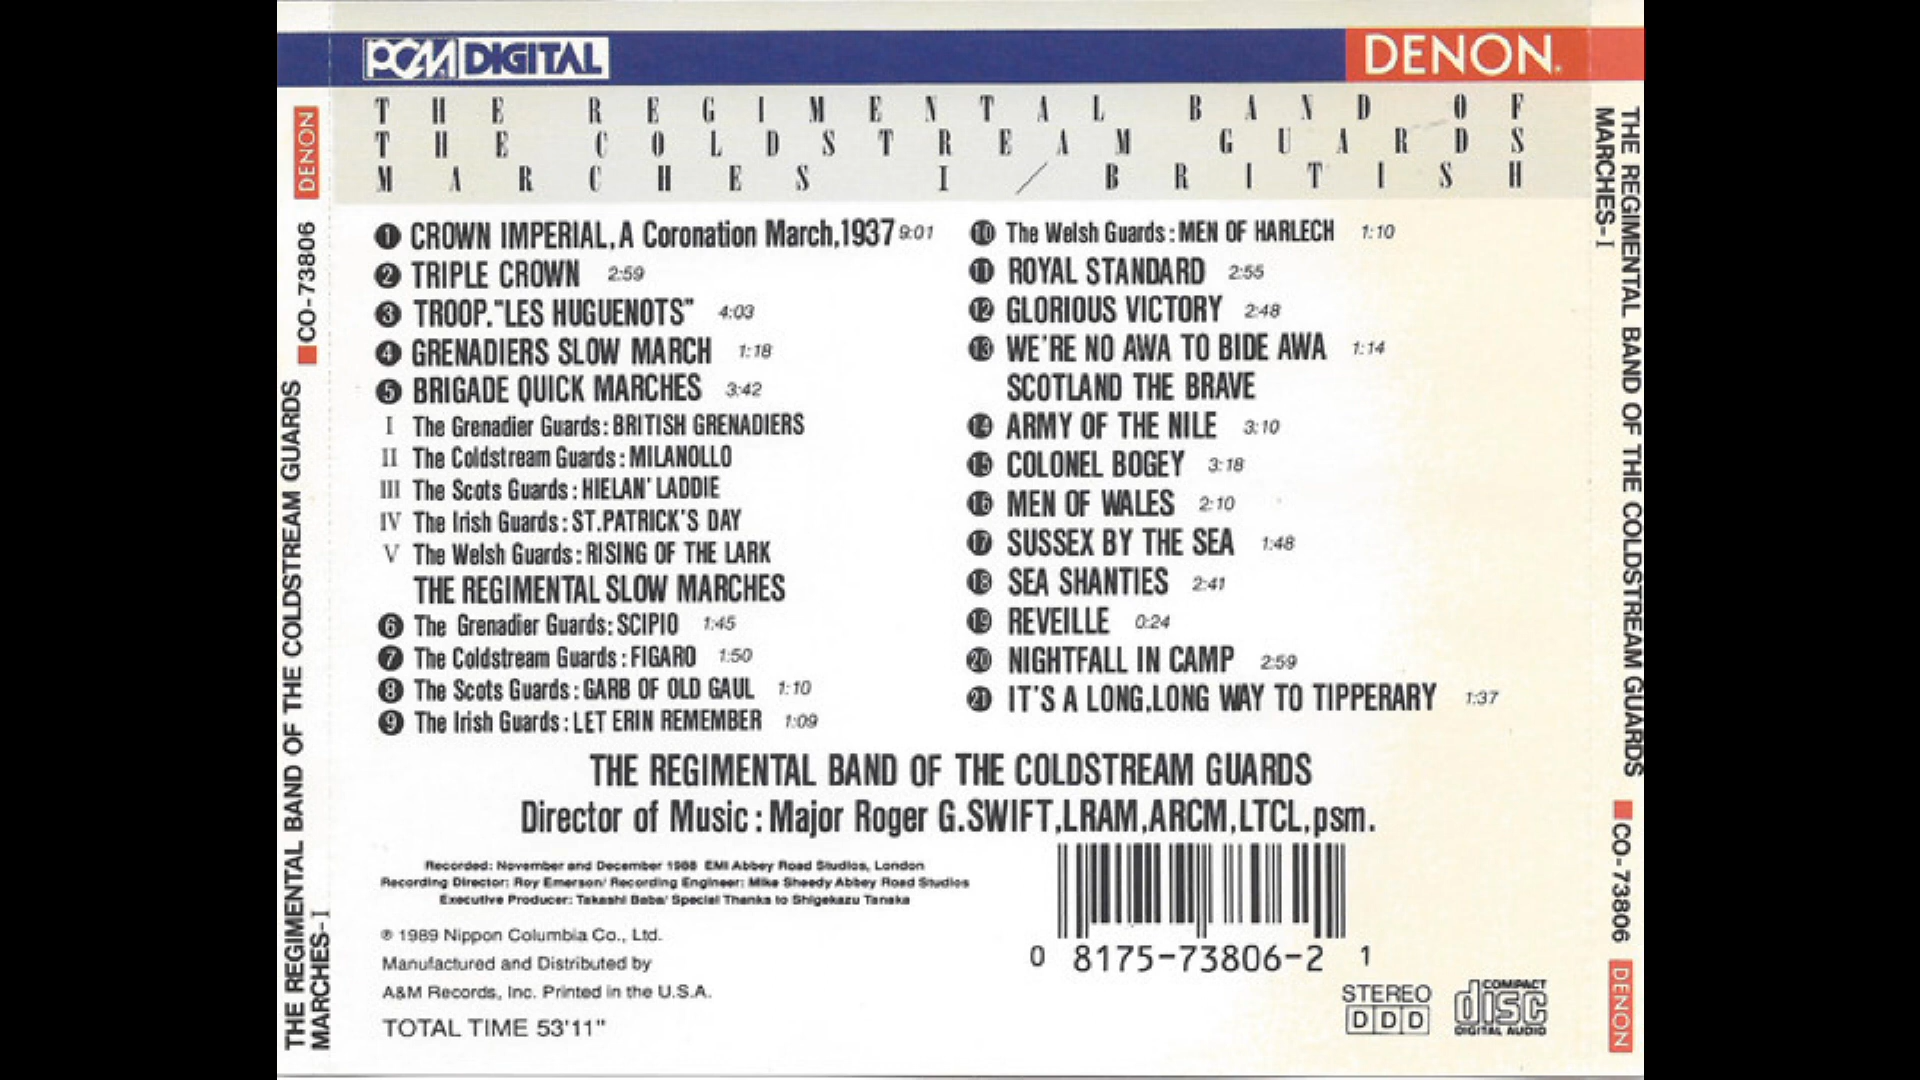 PCM DIGITAL
DENON
THE REGIMENTAL BAND OF
THE COLDSTREAM GUARDS
MARCHES I / BRITISH
❶ CROWN IMPERIAL, A Coronation March,1937 9:01
❷ TRIPLE CROWN 2:59
❸ TROOP."LES HUGUENOTS" 4:03
❹ GRENADIERS SLOW MARCH 1:18
❺ BRIGADE QUICK MARCHES 3:42
I The Grenadier Guards: BRITISH GRENADIERS
II The Coldstream Guards: MILANOLLO
III The Scots Guards: HIELAN' LADDIE
IV The Irish Guards: ST.PATRICK'S DAY
V The Welsh Guards: RISING OF THE LARK
THE REGIMENTAL SLOW MARCHES
❻ The Grenadier Guards: SCIPIO 1:45
❼ The Coldstream Guards: FIGARO 1:50
❽ The Scots Guards: GARB OF OLD GAUL 1:10
❾ The Irish Guards: LET ERIN REMEMBER 1:09
❿ The Welsh Guards: MEN OF HARLECH 1:10
⓫ ROYAL STANDARD 2:55
⓬ GLORIOUS VICTORY 2:48
⓭ WE'RE NO AWA TO BIDE AWA 1:14
SCOTLAND THE BRAVE
⓮ ARMY OF THE NILE 3:10
⓯ COLONEL BOGEY 3:18
⓰ MEN OF WALES 2:10
⓱ SUSSEX BY THE SEA 1:48
⓲ SEA SHANTIES 2:41
⓳ REVEILLE 0:24
⓴ NIGHTFALL IN CAMP 2:59
㉑ IT'S A LONG,LONG WAY TO TIPPERARY 1:37
THE REGIMENTAL BAND OF THE COLDSTREAM GUARDS
Director of Music: Major Roger G.SWIFT,LRAM,ARCM,LTCL,psm.
Recorded: November and December 1988 EMI Abbey Road Studios, London
Recording Director: Roy Emerson/ Recording Engineer: Mike Sheedy Abbey Road Studios
Executive Producer: Takashi Baba/ Special Thanks to Shigekazu Tanaka
℗ 1989 Nippon Columbia Co., Ltd.
Manufactured and Distributed by
A&M Records, Inc. Printed in the U.S.A.
TOTAL TIME 53'11"
0 8175-73806-2 1
STEREO
DDD
COMPACT
disc
DIGITAL AUDIO
THE REGIMENTAL BAND OF THE COLDSTREAM GUARDS
MARCHES-I
CO-73806
DENON
THE REGIMENTAL BAND OF THE COLDSTREAM GUARDS
MARCHES-I
CO-73806
DENON